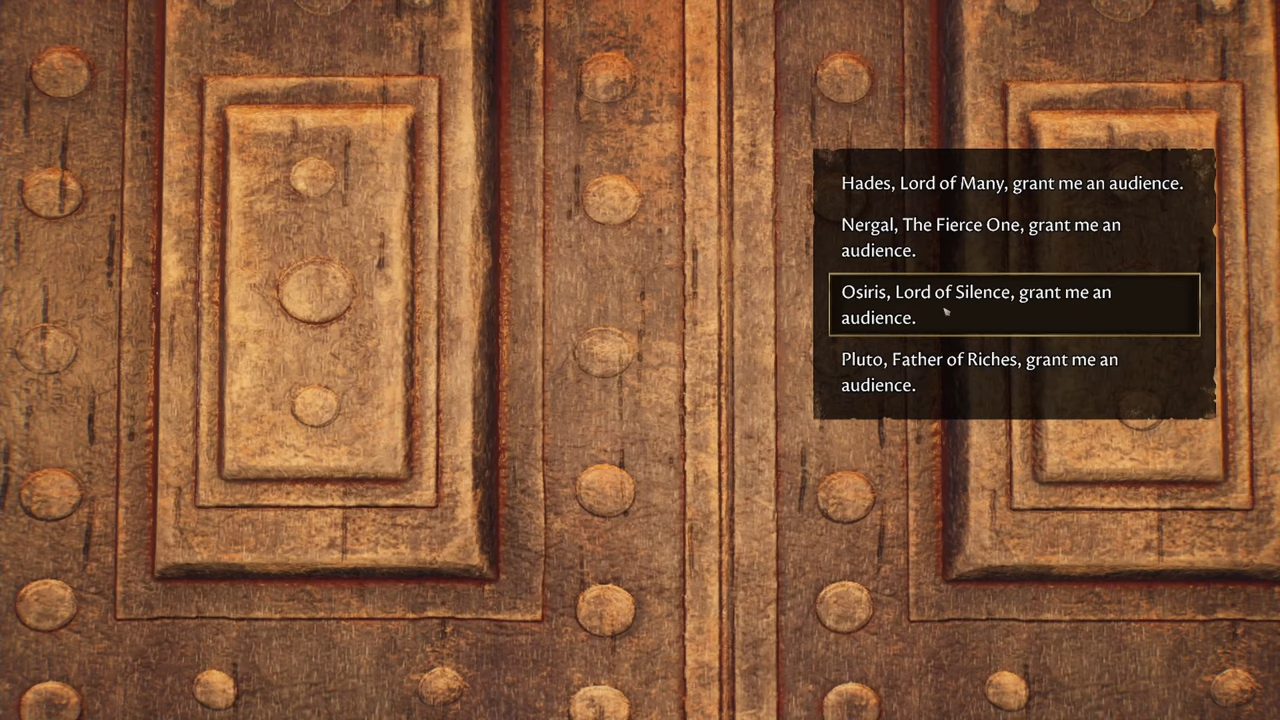 Hades, Lord of Many, grant me an audience.
Nergal, The Fierce One, grant me an
audience.
Osiris, Lord of Silence, grant me an
audience.
Pluto, Father of Riches, grant me an
audience.